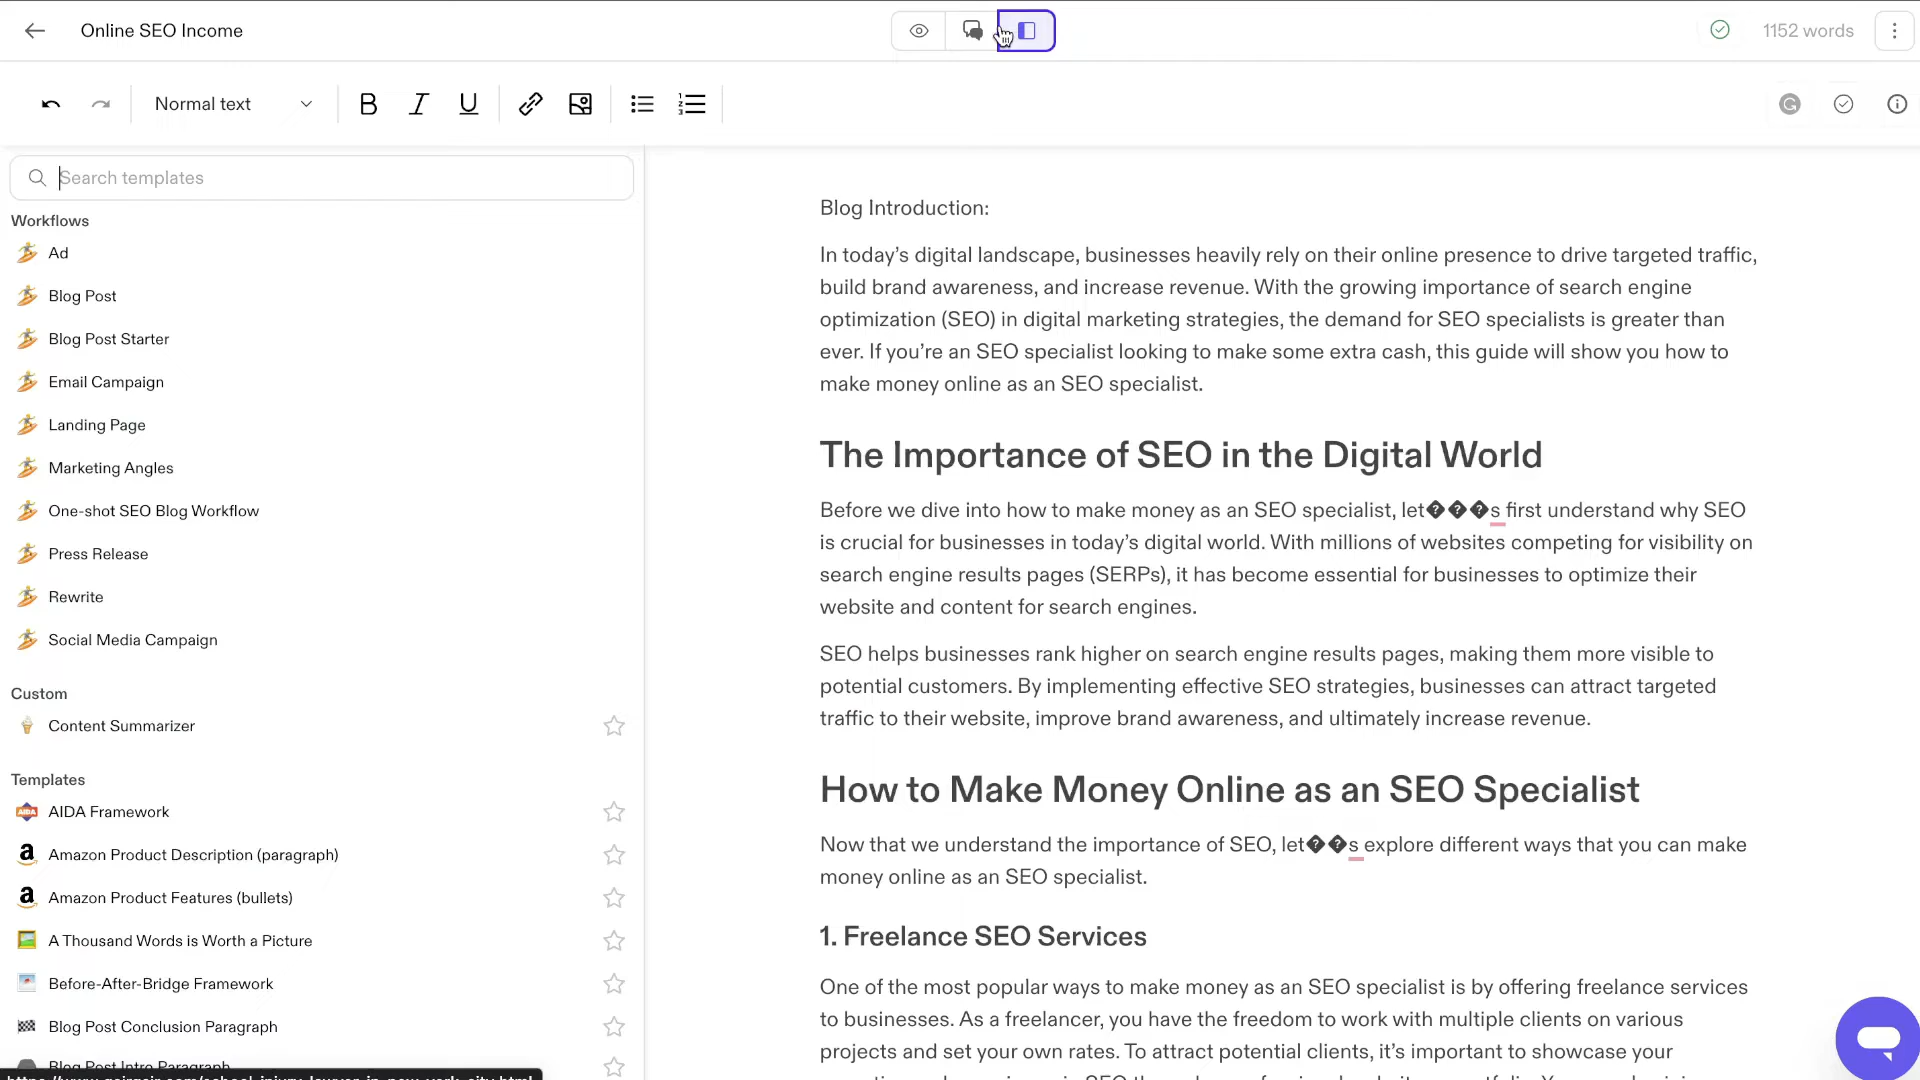 Online SEO Income
1152 words
Normal text
Search templates
Workflows
Ad
Blog Post
Blog Post Starter
Email Campaign
Landing Page
Marketing Angles
One-shot SEO Blog Workflow
Press Release
Rewrite
Social Media Campaign
Custom
Content Summarizer
Templates
AIDA Framework
Amazon Product Description (paragraph)
Amazon Product Features (bullets)
A Thousand Words is Worth a Picture
Before-After-Bridge Framework
Blog Post Conclusion Paragraph
Blog Post Intro Paragraph
Blog Introduction:
In today’s digital landscape, businesses heavily rely on their online presence to drive targeted traffic,
build brand awareness, and increase revenue. With the growing importance of search engine
optimization (SEO) in digital marketing strategies, the demand for SEO specialists is greater than
ever. If you’re an SEO specialist looking to make some extra cash, this guide will show you how to
make money online as an SEO specialist.
The Importance of SEO in the Digital World
Before we dive into how to make money as an SEO specialist, let���s first understand why SEO
is crucial for businesses in today’s digital world. With millions of websites competing for visibility on
search engine results pages (SERPs), it has become essential for businesses to optimize their
website and content for search engines.
SEO helps businesses rank higher on search engine results pages, making them more visible to
potential customers. By implementing effective SEO strategies, businesses can attract targeted
traffic to their website, improve brand awareness, and ultimately increase revenue.
How to Make Money Online as an SEO Specialist
Now that we understand the importance of SEO, let��s explore different ways that you can make
money online as an SEO specialist.
1. Freelance SEO Services
One of the most popular ways to make money as an SEO specialist is by offering freelance services
to businesses. As a freelancer, you have the freedom to work with multiple clients on various
projects and set your own rates. To attract potential clients, it’s important to showcase your